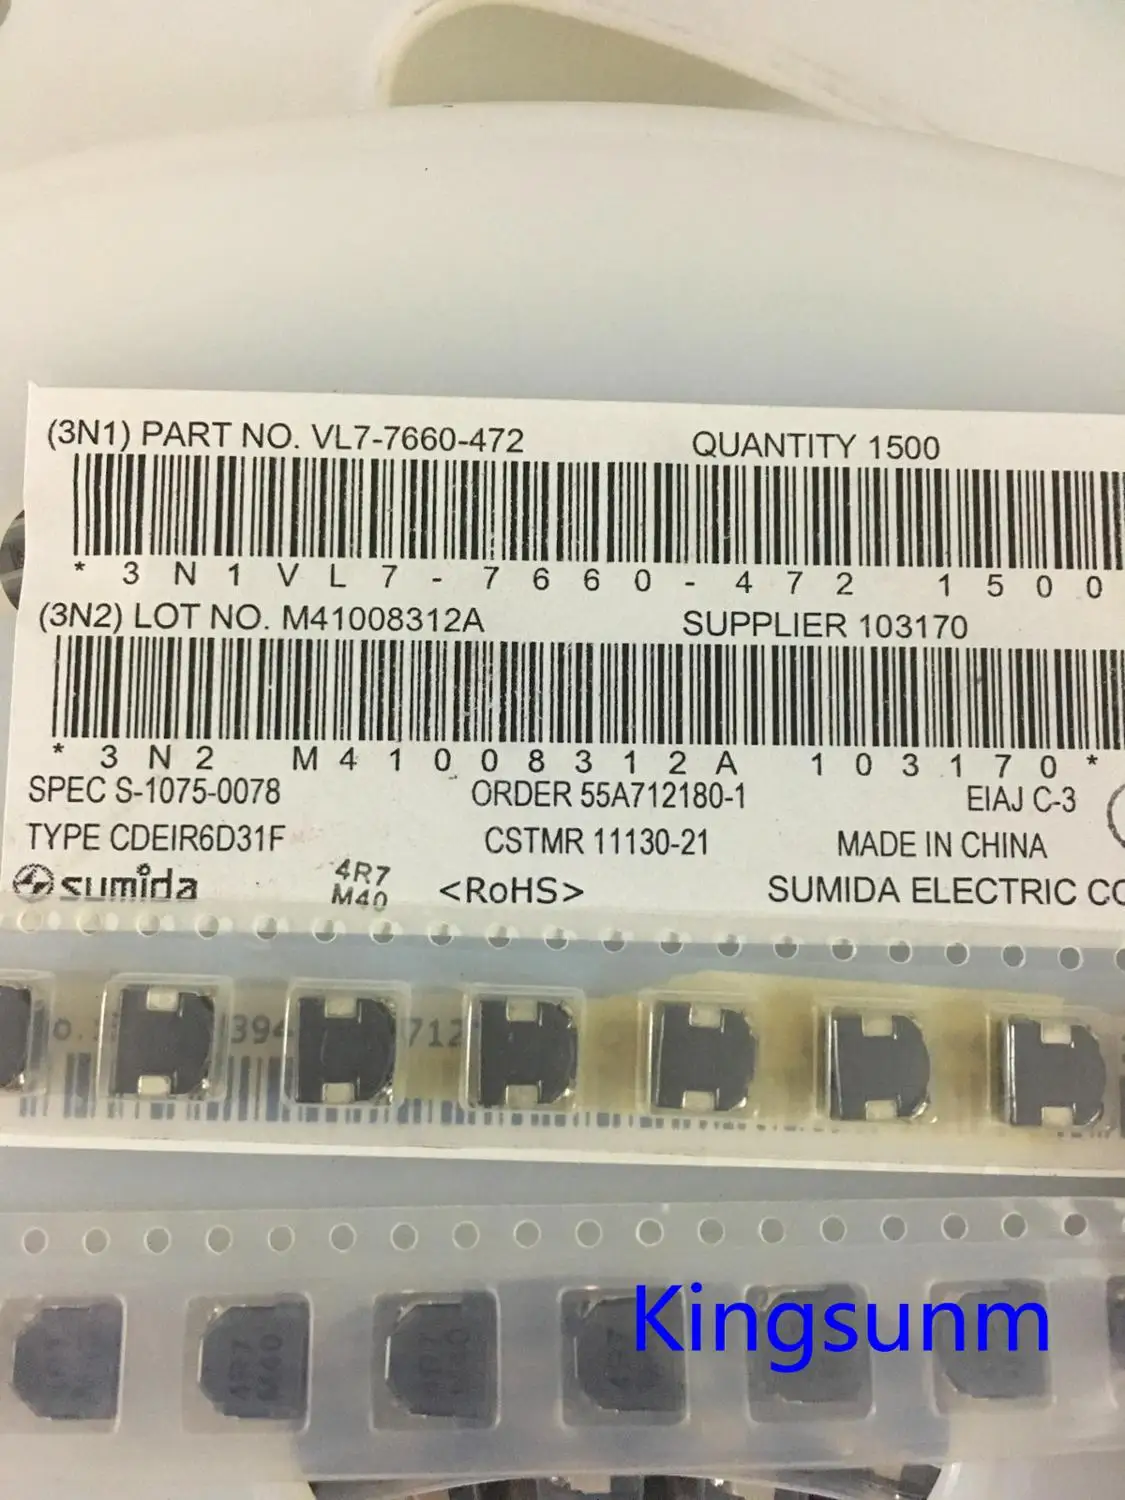 (3N1) PART NO. VL7-7660-472 QUANTITY 1500
* 3 N 1 V L 7 - 7 6 6 0 - 4 7 2 1 5 0 0
(3N2) LOT NO. M41008312A SUPPLIER 103170
* 3 N 2 M 4 1 0 0 8 3 1 2 A 1 0 3 1 7 0 *
SPEC S-1075-0078 ORDER 55A712180-1 EIAJ C-3
TYPE CDEIR6D31F CSTMR 11130-21 MADE IN CHINA
sumida 4R7 <RoHS> SUMIDA ELECTRIC CO
M40
4R7
M40
4R7
Kingsunm